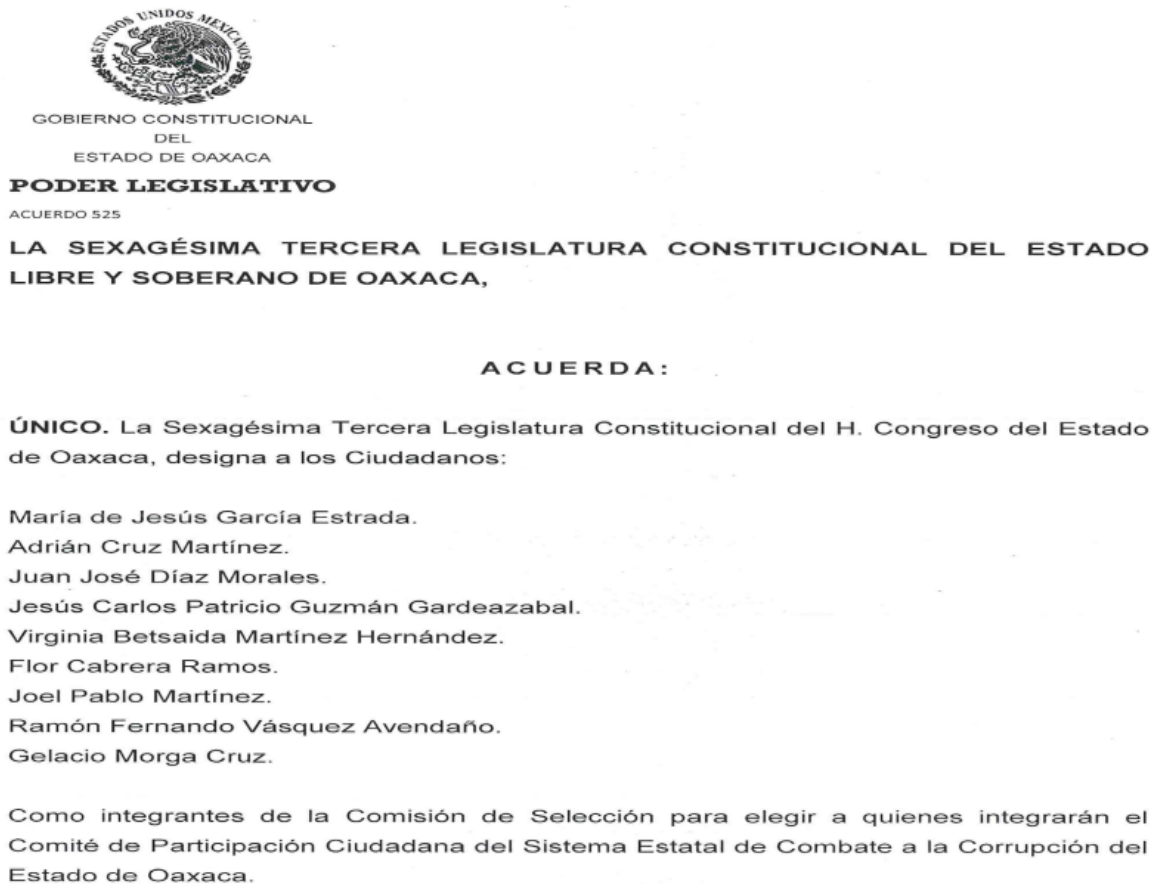 ESTADOS UNIDOS MEXICANOS
GOBIERNO CONSTITUCIONAL
DEL
ESTADO DE OAXACA
PODER LEGISLATIVO
ACUERDO 525
LA SEXAGÉSIMA TERCERA LEGISLATURA CONSTITUCIONAL DEL ESTADO
LIBRE Y SOBERANO DE OAXACA,
ACUERDA:
ÚNICO. La Sexagésima Tercera Legislatura Constitucional del H. Congreso del Estado
de Oaxaca, designa a los Ciudadanos:
María de Jesús García Estrada.
Adrián Cruz Martínez.
Juan José Díaz Morales.
Jesús Carlos Patricio Guzmán Gardeazabal.
Virginia Betsaida Martínez Hernández.
Flor Cabrera Ramos.
Joel Pablo Martínez.
Ramón Fernando Vásquez Avendaño.
Gelacio Morga Cruz.
Como integrantes de la Comisión de Selección para elegir a quienes integrarán el
Comité de Participación Ciudadana del Sistema Estatal de Combate a la Corrupción del
Estado de Oaxaca.